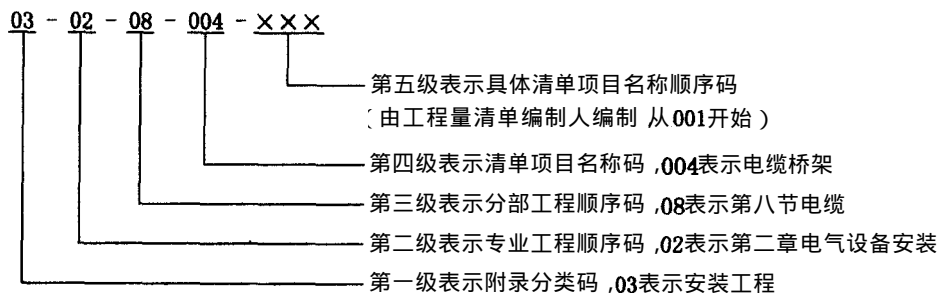 03 - 02 - 08 - 004 - ×××
第五级表示具体清单项目名称顺序码
(由工程量清单编制人编制 从001开始)
第四级表示清单项目名称码,004表示电缆桥架
第三级表示分部工程顺序码,08表示第八节电缆
第二级表示专业工程顺序码,02表示第二章电气设备安装
第一级表示附录分类码,03表示安装工程